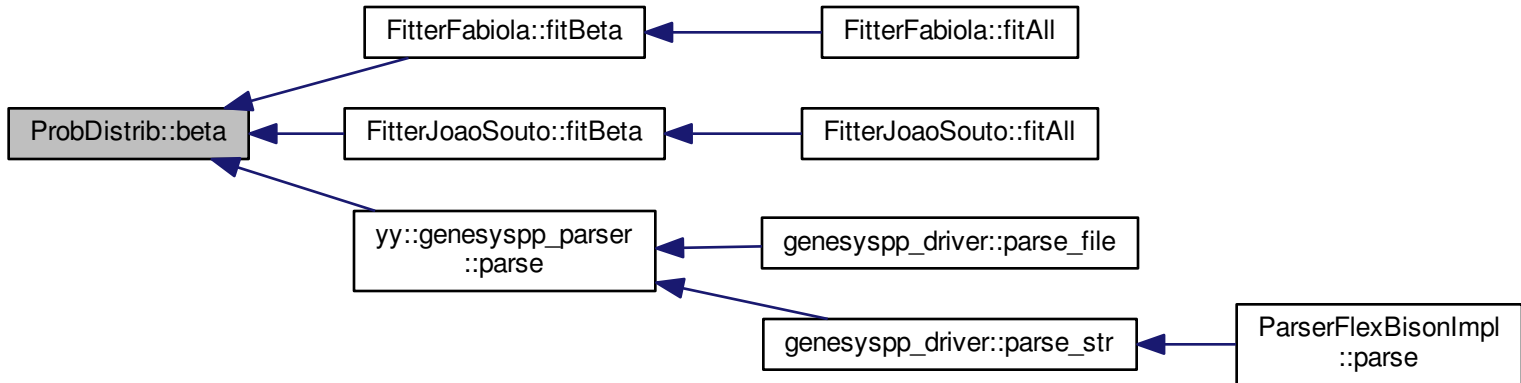 FitterFabiola::fitBeta
FitterFabiola::fitAll
ProbDistrib::beta
FitterJoaoSouto::fitBeta
FitterJoaoSouto::fitAll
yy::genesyspp_parser
::parse
genesyspp_driver::parse_file
genesyspp_driver::parse_str
ParserFlexBisonImpl
::parse